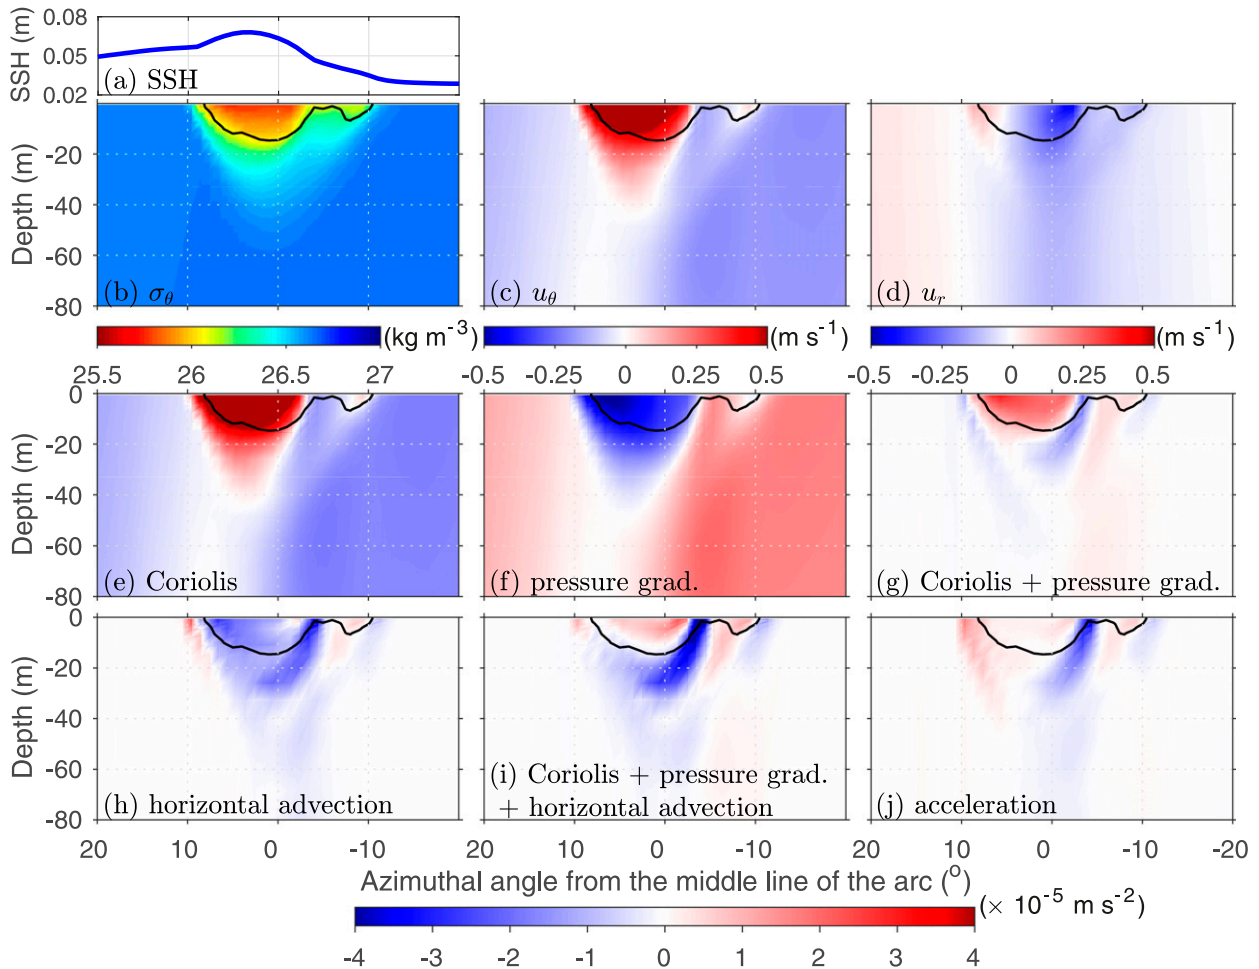 0.08
0.05
0.02
SSH (m)
(a) SSH
0
-20
-40
-60
-80
Depth (m)
(b) σθ
(c) uθ
(d) ur
(kg m-3)
(m s-1)
(m s-1)
25.5 26 26.5 27
-0.5 -0.25 0 0.25 0.5
-0.5 -0.25 0 0.25 0.5
0
-20
-40
-60
-80
Depth (m)
(e) Coriolis
(f) pressure grad.
(g) Coriolis + pressure grad.
0
-20
-40
-60
-80
Depth (m)
(h) horizontal advection
(i) Coriolis + pressure grad.
+ horizontal advection
(j) acceleration
20 10 0 -10 20 10 0 -10 20 10 0 -10 -20
Azimuthal angle from the middle line of the arc (o)
(× 10-5 m s-2)
-4 -3 -2 -1 0 1 2 3 4